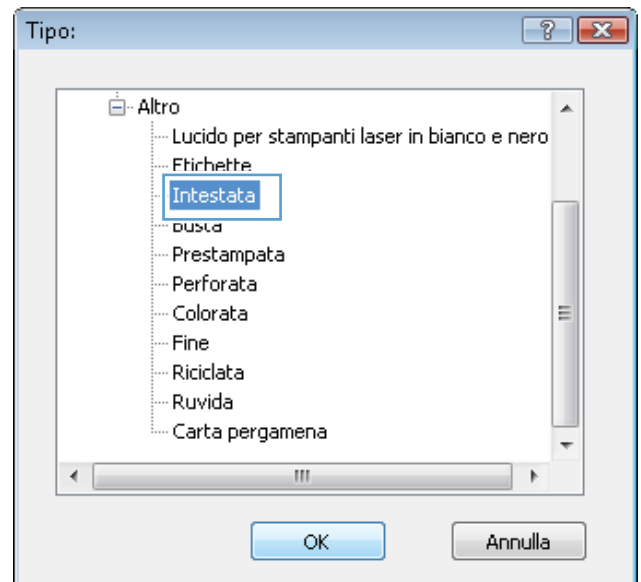 Tipo:
Altro
Lucido per stampanti laser in bianco e nero
Etichette
Intestata
Busta
Prestampata
Perforata
Colorata
Fine
Riciclata
Ruvida
Carta pergamena
OK
Annulla